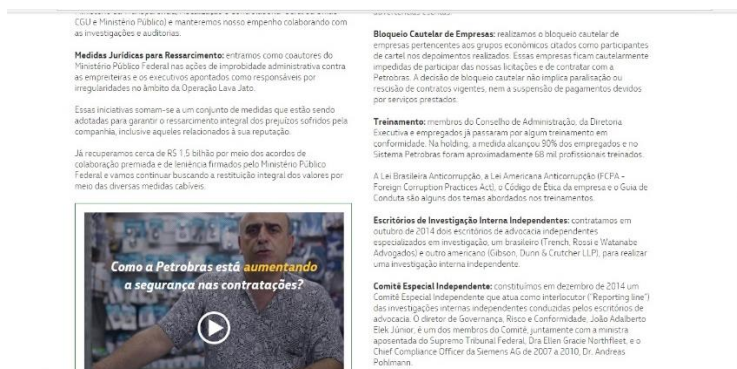 CGU e Ministério Público) e manteremos nosso empenho colaborando com
as investigações e auditorias.
Medidas Jurídicas para Ressarcimento: entramos como coautores do
Ministério Público Federal nas ações de improbidade administrativa contra
as empreiteiras e os executivos apontados como responsáveis por
irregularidades no âmbito da Operação Lava Jato.
Essas iniciativas somam-se a um conjunto de medidas que estão sendo
adotadas para garantir o ressarcimento integral dos prejuízos sofridos pela
companhia, inclusive aqueles relacionados à sua reputação.
Já recuperamos cerca de R$ 1,5 bilhão por meio dos acordos de
colaboração premiada e de leniência firmados pelo Ministério Público
Federal e vamos continuar buscando a restituição integral dos valores por
meio das diversas medidas cabíveis.
Como a Petrobras está aumentando
a segurança nas contratações?
Bloqueio Cautelar de Empresas: realizamos o bloqueio cautelar de
empresas pertencentes aos grupos econômicos citados como participantes
de cartel nos depoimentos realizados. Essas empresas ficam cautelarmente
impedidas de participar das nossas licitações e de contratar com a
Petrobras. A decisão de bloqueio cautelar não implica paralisação ou
rescisão de contratos vigentes, nem a suspensão de pagamentos devidos
por serviços prestados.
Treinamento: membros do Conselho de Administração, da Diretoria
Executiva e empregados já passaram por algum treinamento em
conformidade. Na holding, a medida alcançou 90% dos empregados e no
Sistema Petrobras foram aproximadamente 68 mil profissionais treinados.
A Lei Brasileira Anticorrupção, a Lei Americana Anticorrupção (FCPA -
Foreign Corruption Practices Act), o Código de Ética da empresa e o Guia de
Conduta são alguns dos temas abordados nos treinamentos.
Escritórios de Investigação Interna Independentes: contratamos em
outubro de 2014 dois escritórios de advocacia independentes
especializados em investigação, um brasileiro (Trench, Rossi e Watanabe
Advogados) e outro americano (Gibson, Dunn & Crutcher LLP), para realizar
uma investigação interna independente.
Comitê Especial Independente: constituímos em dezembro de 2014 um
Comitê Especial Independente que atua como interlocutor ("Reporting line")
das investigações internas independentes conduzidas pelos escritórios de
advocacia. O diretor de Governança, Risco e Conformidade, João Adalberto
Elek Júnior, é um dos membros do Comitê, juntamente com a ministra
aposentada do Supremo Tribunal Federal, Dra Ellen Gracie Northfleet, e o
Chief Compliance Officer da Siemens AG de 2007 a 2010, Dr. Andreas
Pohlmann.